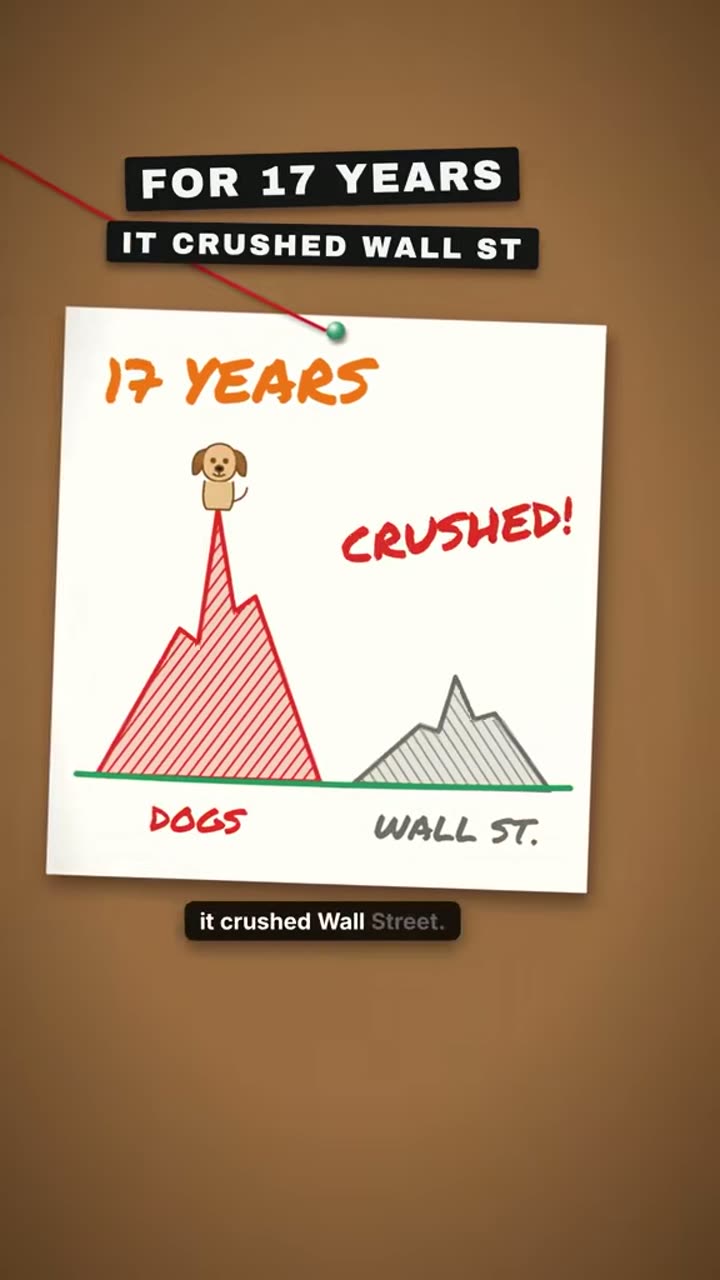 FOR 17 YEARS
IT CRUSHED WALL ST
17 YEARS
CRUSHED!
DOGS
WALL ST.
it crushed Wall Street.